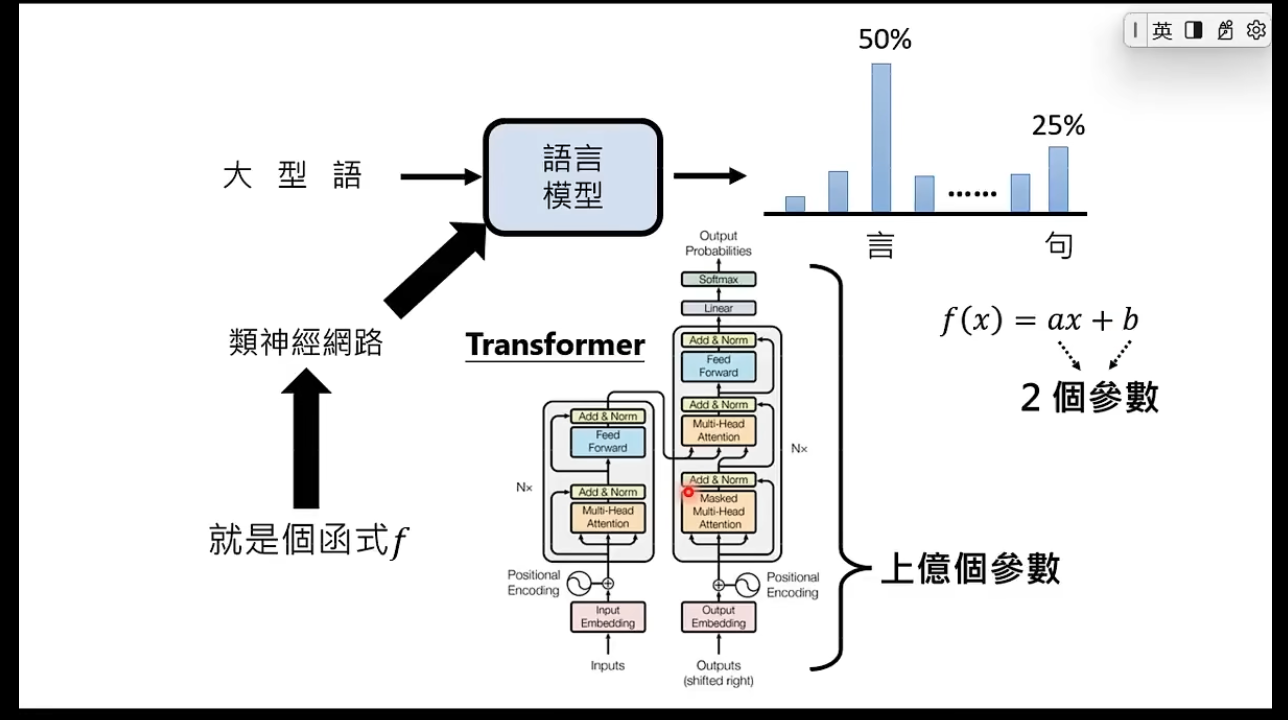 英
50%
25%
大 型 語
語言
模型
......
言
句
類神經網路
就是個函式f
Transformer
Output
Probabilities
Softmax
Linear
Add & Norm
Feed
Forward
Add & Norm
Multi-Head
Attention
Nx
Add & Norm
Masked
Multi-Head
Attention
Positional
Encoding
Output
Embedding
Outputs
(shifted right)
Add & Norm
Feed
Forward
Nx
Add & Norm
Multi-Head
Attention
Positional
Encoding
Input
Embedding
Inputs
f(x) = ax + b
2 個參數
上億個參數